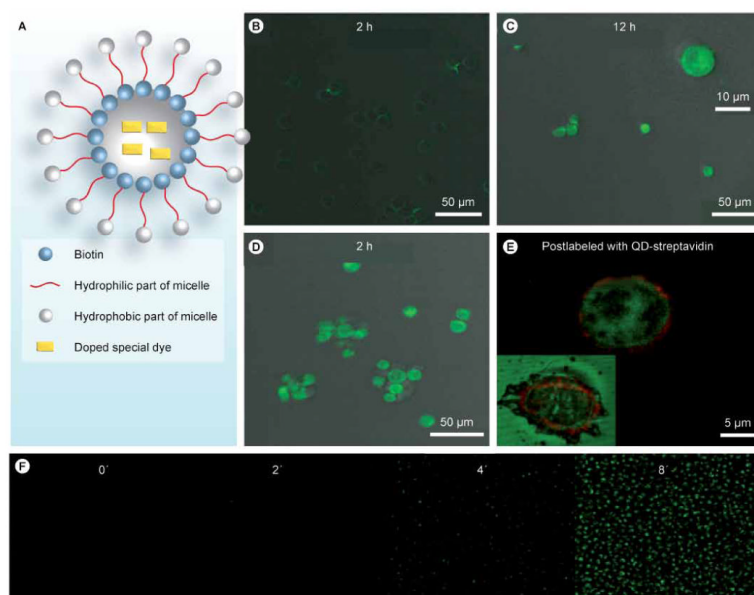 A
Biotin
Hydrophilic part of micelle
Hydrophobic part of micelle
Doped special dye
B
2 h
50 µm
C
12 h
10 µm
50 µm
D
2 h
50 µm
E
Postlabeled with QD-streptavidin
5 µm
F
0´
2´
4´
8´